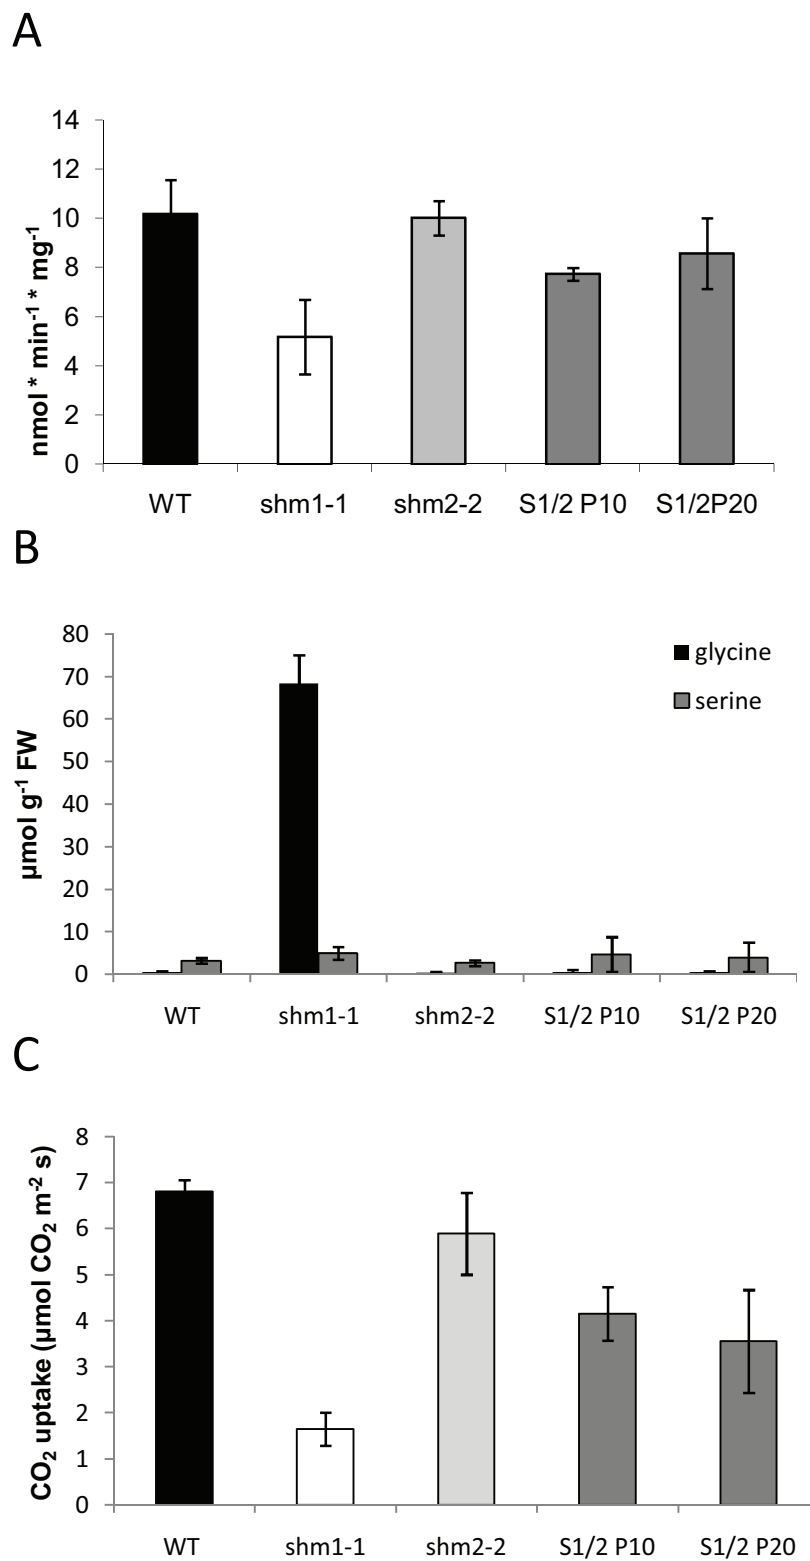 A
nmol * min⁻¹ * mg⁻¹
14
12
10
8
6
4
2
0
WT shm1-1 shm2-2 S1/2 P10 S1/2P20
B
µmol g⁻¹ FW
80
70
60
50
40
30
20
10
0
glycine
serine
WT shm1-1 shm2-2 S1/2 P10 S1/2 P20
C
CO₂ uptake (µmol CO₂ m⁻² s)
8
7
6
5
4
3
2
1
0
WT shm1-1 shm2-2 S1/2 P10 S1/2 P20